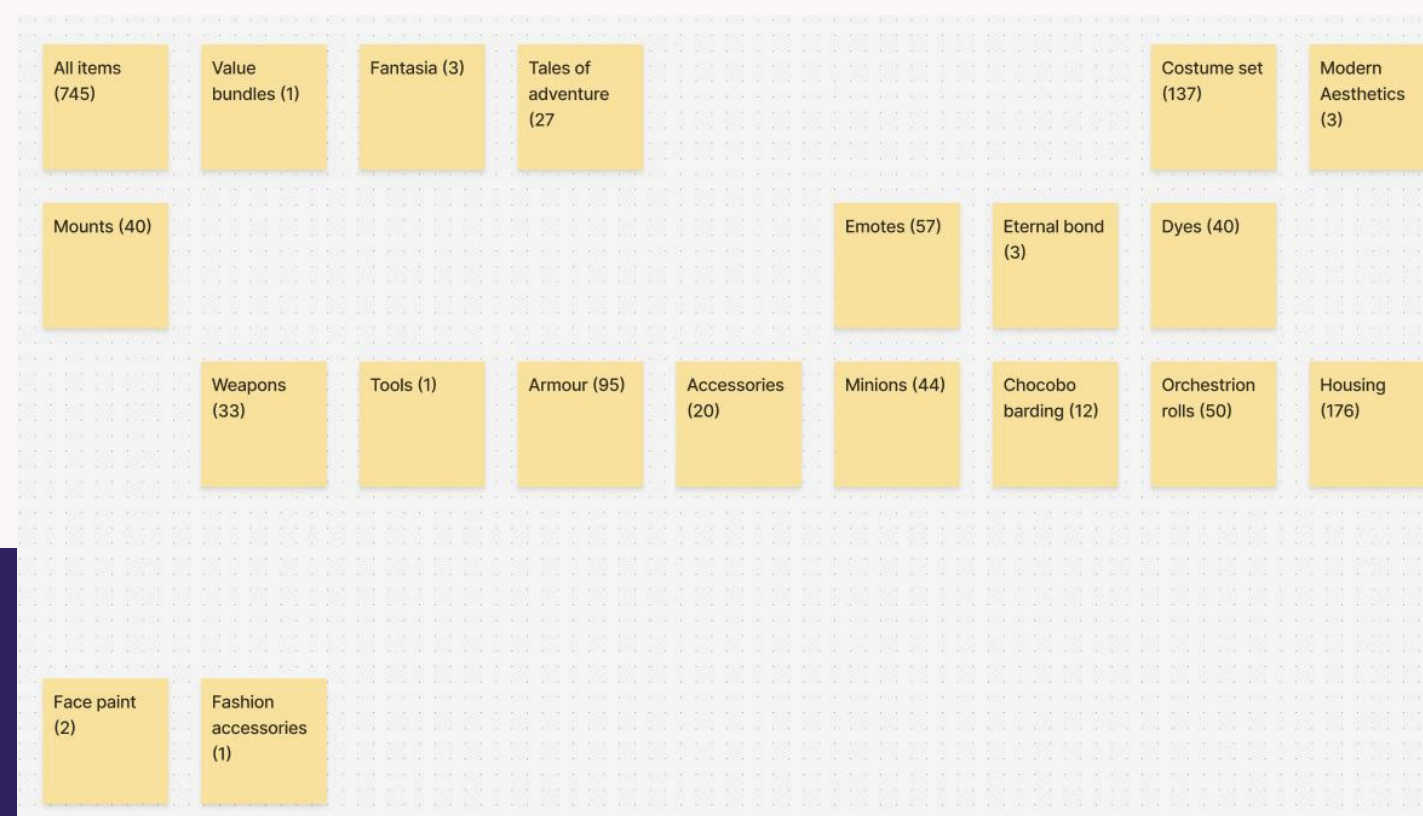 All items
(745)
Value
bundles (1)
Fantasia (3)
Tales of
adventure
(27
Costume set
(137)
Modern
Aesthetics
(3)
Mounts (40)
Emotes (57)
Eternal bond
(3)
Dyes (40)
Weapons
(33)
Tools (1)
Armour (95)
Accessories
(20)
Minions (44)
Chocobo
barding (12)
Orchestrion
rolls (50)
Housing
(176)
Face paint
(2)
Fashion
accessories
(1)